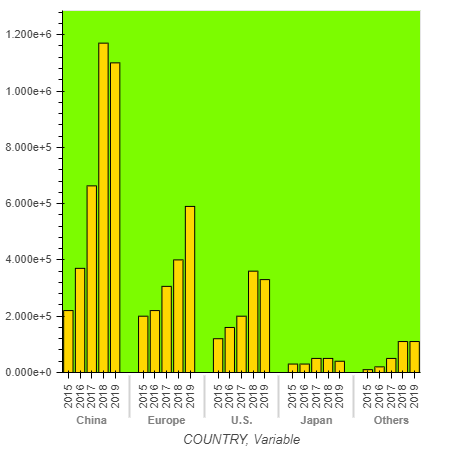 1.200e+6
1.000e+6
8.000e+5
6.000e+5
4.000e+5
2.000e+5
0.000e+0
2015 2016 2017 2018 2019 2015 2016 2017 2018 2019 2015 2016 2017 2018 2019 2015 2016 2017 2018 2019 2015 2016 2017 2018 2019
China Europe U.S. Japan Others
COUNTRY, Variable